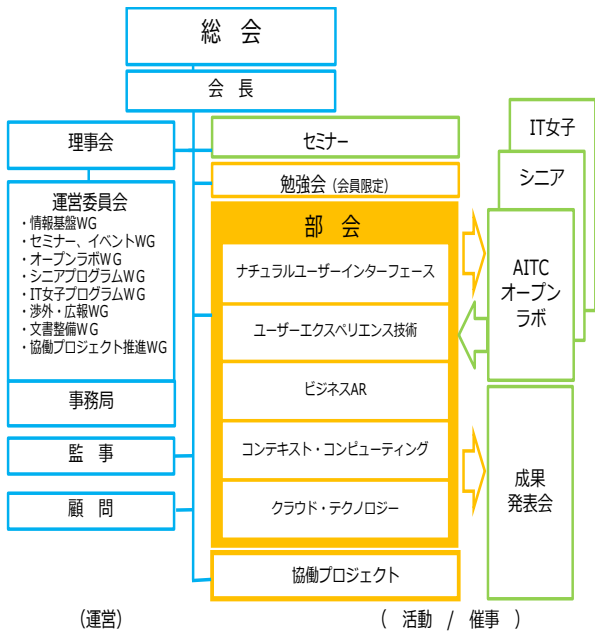 総　会
会　長
理事会
運営委員会
・情報基盤WG
・セミナー、イベントWG
・オープンラボWG
・シニアプログラムWG
・IT女子プログラムWG
・渉外・広報WG
・文書整備WG
・協働プロジェクト推進WG
事務局
監　事
顧　問
セミナー
勉強会 (会員限定)
部　会
ナチュラルユーザーインターフェース
ユーザーエクスペリエンス技術
ビジネスAR
コンテキスト・コンピューティング
クラウド・テクノロジー
協働プロジェクト
IT女子
シニア
AITC
オープン
ラボ
成果
発表会
(運営)
(　活動　/　催事　)